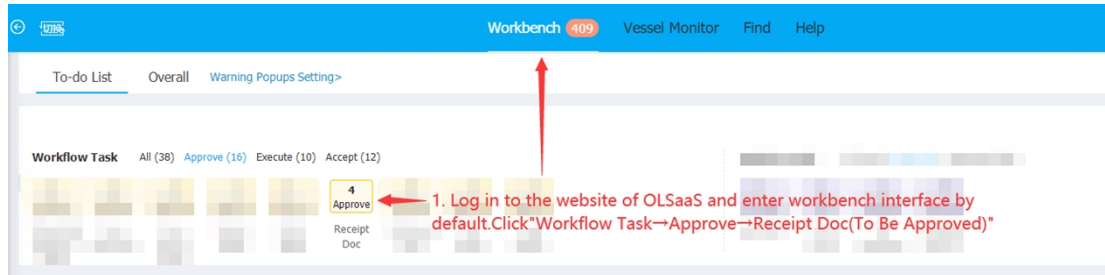 切换 Workbench 409 Vessel Monitor Find Help
To-do List Overall Warning Popups Setting>
Workflow Task All (38) Approve (16) Execute (10) Accept (12)
4
Approve
Receipt
Doc
1. Log in to the website of OLSaaS and enter workbench interface by
default.Click"Workflow Task→Approve→Receipt Doc(To Be Approved)"